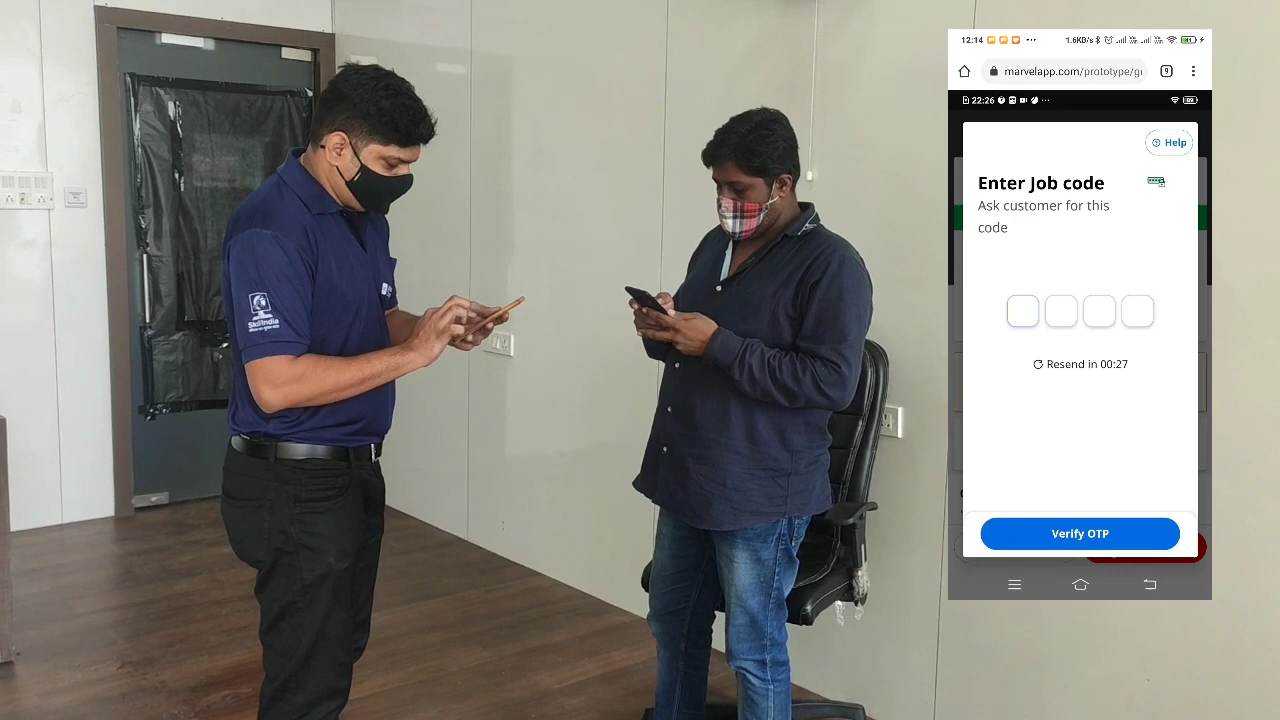 Skill India
12:14
1.6KB/s
marvelapp.com/prototype/g
9
22:26
Help
Enter Job code
Ask customer for this
code
Resend in 00:27
Verify OTP